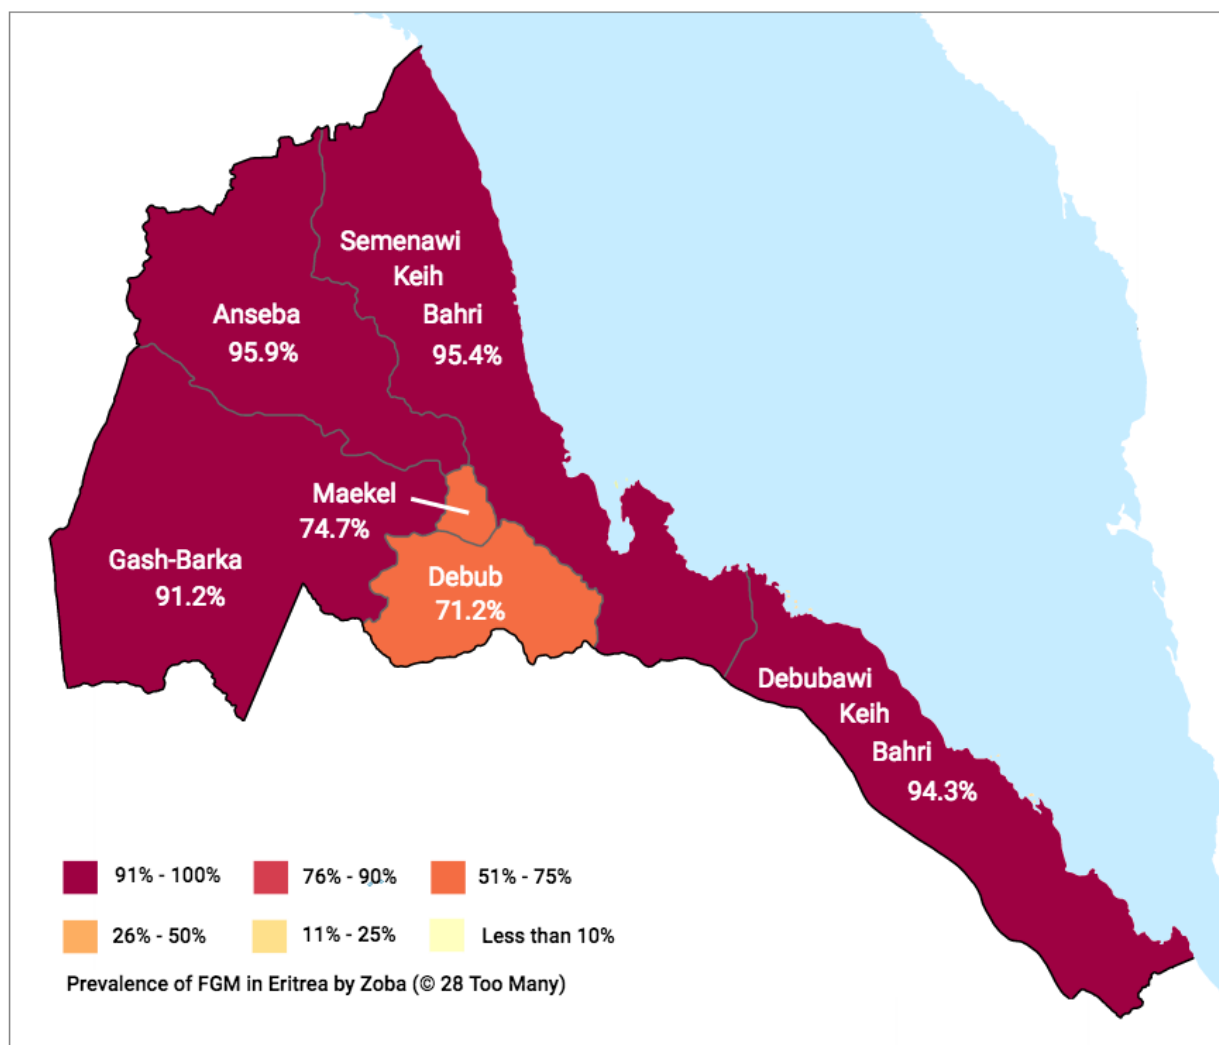 Semenawi
Keih
Bahri
95.4%
Anseba
95.9%
Maekel
74.7%
Gash-Barka
91.2%
Debub
71.2%
Debubawi
Keih
Bahri
94.3%
91% - 100%
76% - 90%
51% - 75%
26% - 50%
11% - 25%
Less than 10%
Prevalence of FGM in Eritrea by Zoba (© 28 Too Many)